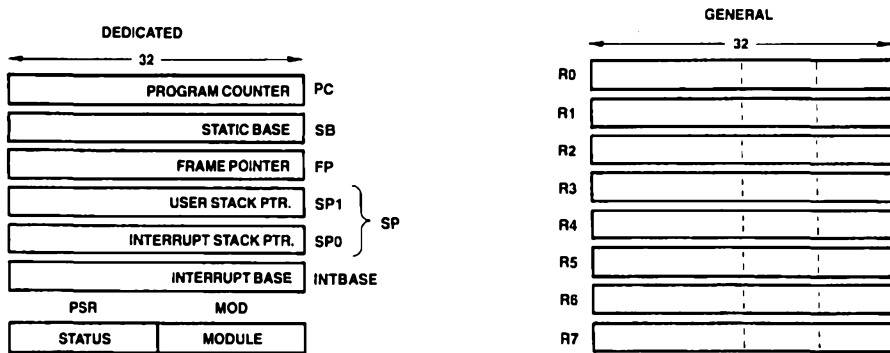 DEDICATED
32
PROGRAM COUNTER PC
STATIC BASE SB
FRAME POINTER FP
USER STACK PTR. SP1
SP
INTERRUPT STACK PTR. SP0
INTERRUPT BASE INTBASE
PSR MOD
STATUS MODULE
GENERAL
32
R0
R1
R2
R3
R4
R5
R6
R7